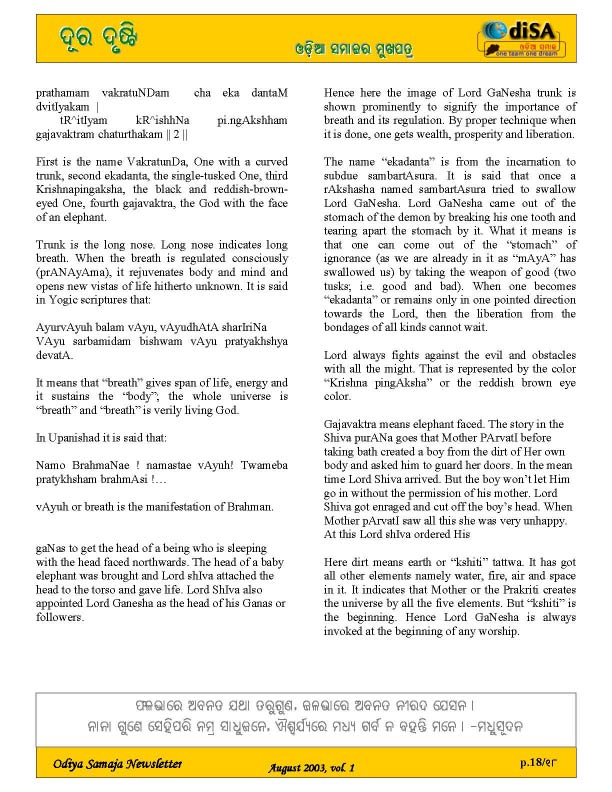 ଦୂର ଦୃଷ୍ଟି
ଓଡ଼ିଆ ସମାଜର ମୁଖପତ୍ର
diSA
ଓଡ଼ିଆ ସମାଜ
one team one dream
prathamam vakratuNDam cha eka dantaM
dvitIyakam |
tR^itIyam kR^ishhNa pi.ngAkshham
gajavaktram chaturthakam || 2 ||
First is the name VakratunDa, One with a curved
trunk, second ekadanta, the single-tusked One, third
Krishnapingaksha, the black and reddish-brown-
eyed One, fourth gajavaktra, the God with the face
of an elephant.
Trunk is the long nose. Long nose indicates long
breath. When the breath is regulated consciously
(prANAyAma), it rejuvenates body and mind and
opens new vistas of life hitherto unknown. It is said
in Yogic scriptures that:
AyurvAyuh balam vAyu, vAyudhAtA sharIriNa
VAyu sarbamidaja bishwam vAyu pratyakhshya
devatA.
It means that “breath” gives span of life, energy and
it sustains the “body”; the whole universe is
“breath” and “breath” is verily living God.
In Upanishad it is said that:
Namo BrahmaNae ! namastae vAyuh! Twameba
pratykhsham brahmAsi !…
vAyuh or breath is the manifestation of Brahman.
gaNas to get the head of a being who is sleeping
with the head faced northwards. The head of a baby
elephant was brought and Lord shIva attached the
head to the torso and gave life. Lord ShIva also
appointed Lord Ganesha as the head of his Ganas or
followers.
Hence here the image of Lord GaNesha trunk is
shown prominently to signify the importance of
breath and its regulation. By proper technique when
it is done, one gets wealth, prosperity and liberation.
The name “ekadanta” is from the incarnation to
subdue sambartAsura. It is said that once a
rAkshasha named sambartAsura tried to swallow
Lord GaNesha. Lord GaNesha came out of the
stomach of the demon by breaking his one tooth and
tearing apart the stomach by it. What it means is
that one can come out of the “stomach” of
ignorance (as we are already in it as “mAyA” has
swallowed us) by taking the weapon of good (two
tusks; i.e. good and bad). When one becomes
“ekadanta” or remains only in one pointed direction
towards the Lord, then the liberation from the
bondages of all kinds cannot wait.
Lord always fights against the evil and obstacles
with all the might. That is represented by the color
“Krishna pingAksha” or the reddish brown eye
color.
Gajavaktra means elephant faced. The story in the
Shiva purANa goes that Mother PArvatI before
taking bath created a boy from the dirt of Her own
body and asked him to guard her doors. In the mean
time Lord Shiva arrived. But the boy won’t let Him
go in without the permission of his mother. Lord
Shiva got enraged and cut off the boy’s head. When
Mother pArvatI saw all this she was very unhappy.
At this Lord shIva ordered His
Here dirt means earth or “kshiti” tattwa. It has got
all other elements namely water, fire, air and space
in it. It indicates that Mother or the Prakriti creates
the universe by all the five elements. But “kshiti” is
the beginning. Hence Lord GaNesha is always
invoked at the beginning of any worship.
ଫଳଭାରେ ଅବନତ ଯଥା ତରୁଗୁଣ, ଜଳଭାରେ ଅବନତ ନୀରଦ ଯେସନ ।
ନାନା ଗୁଣେ ସେହିପରି ନମ୍ର ସାଧୁଜନେ, ଐଶ୍ୱର୍ଯ୍ୟରେ ମଧ୍ୟ ଗର୍ବ ନ ବହନ୍ତି ମନେ । -ମଧୁସୂଦନ
Odiya Samaja Newsletter
August 2003, vol. 1
p.18/୧୮